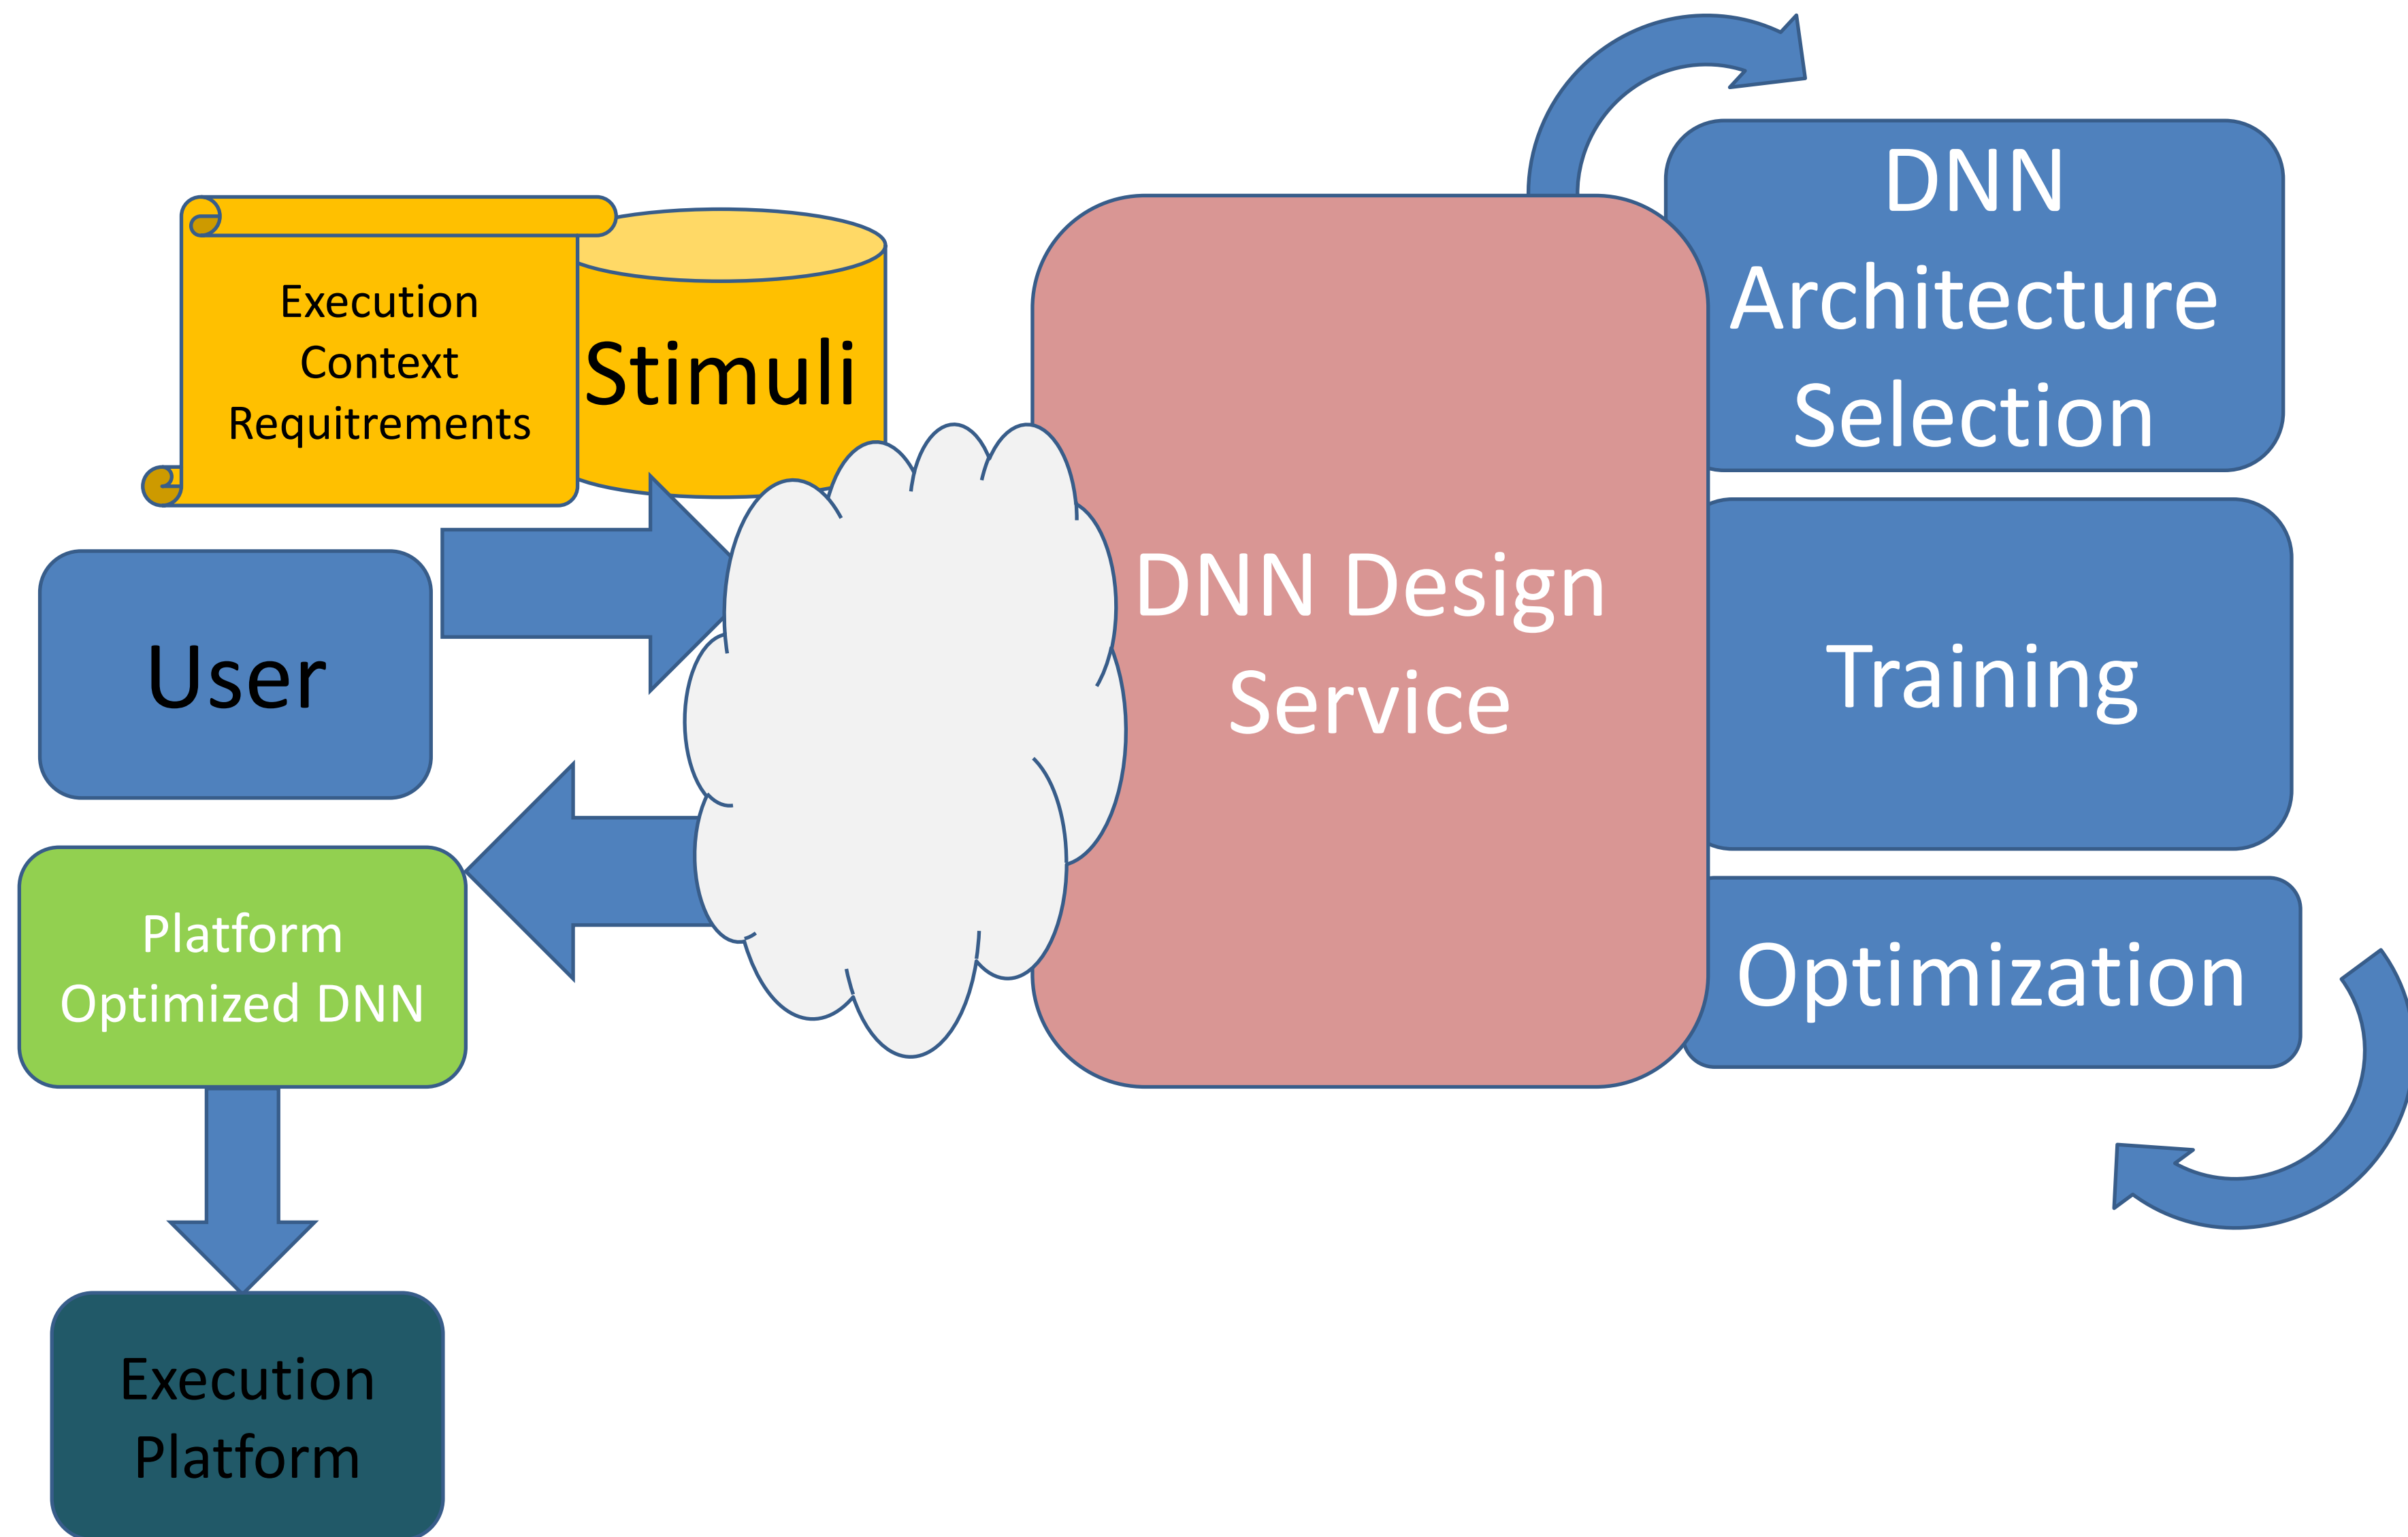 Execution
Context
Requitrements
Stimuli
User
Platform
Optimized DNN
Execution
Platform
DNN Design
Service
DNN
Architecture
Selection
Training
Optimization